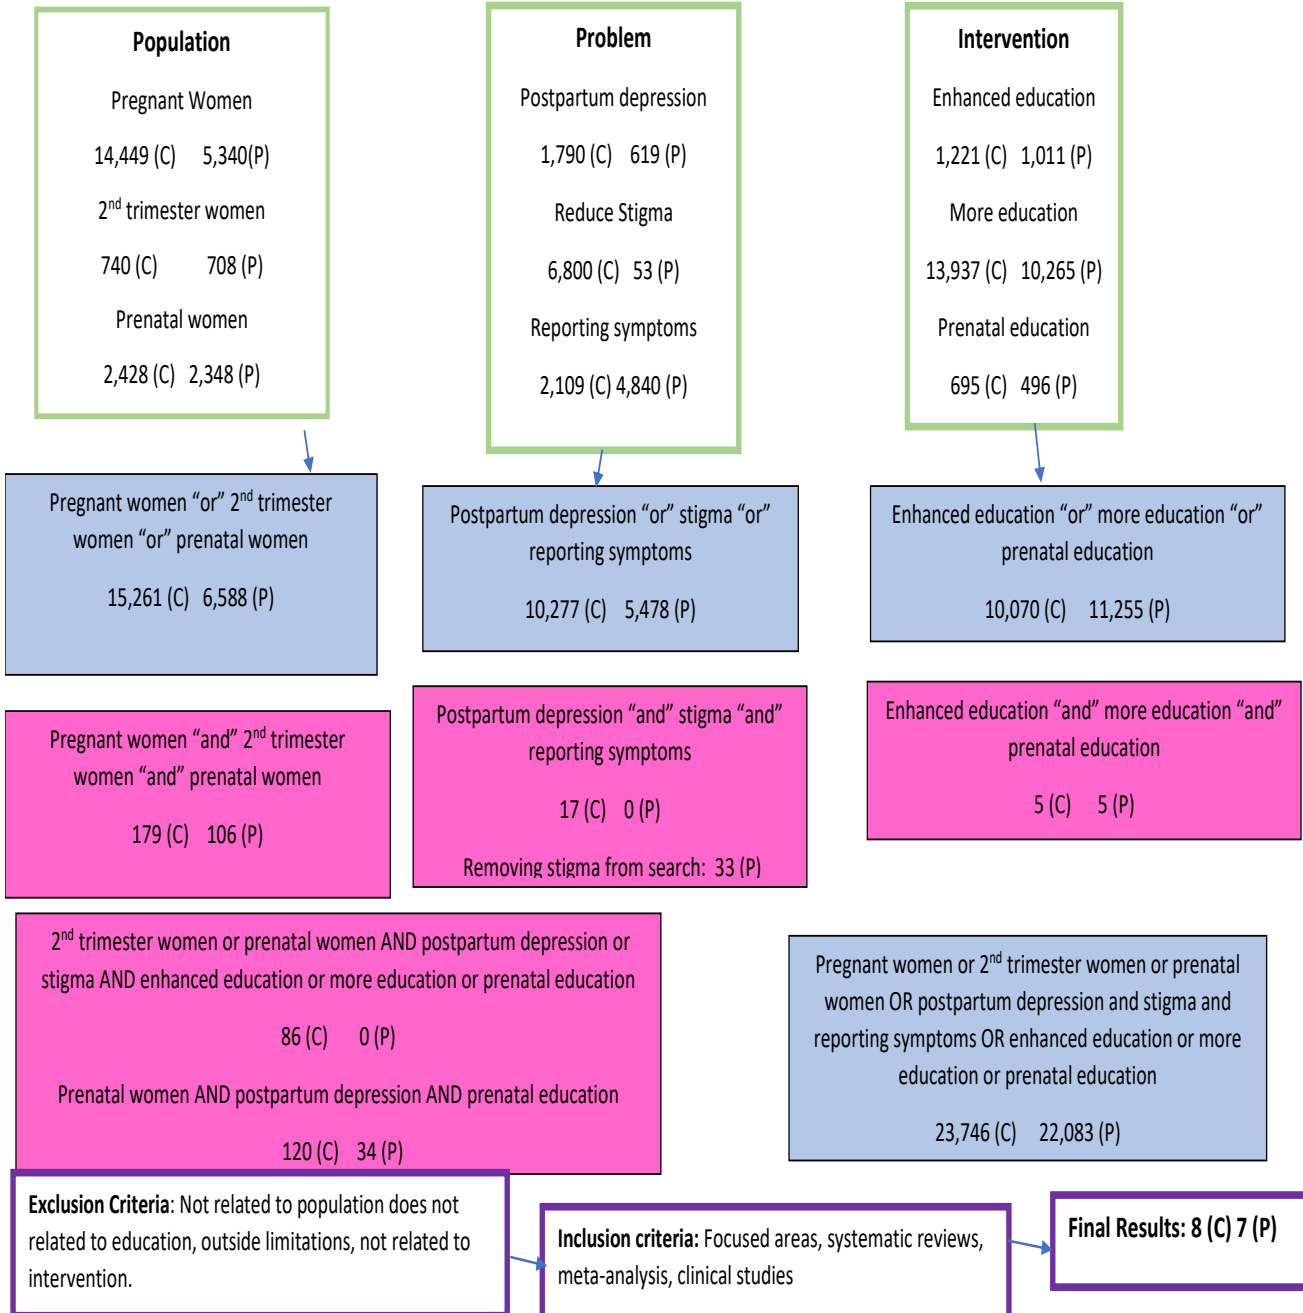 Population
Pregnant Women
14,449 (C) 5,340(P)
2nd trimester women
740 (C) 708 (P)
Prenatal women
2,428 (C) 2,348 (P)
Problem
Postpartum depression
1,790 (C) 619 (P)
Reduce Stigma
6,800 (C) 53 (P)
Reporting symptoms
2,109 (C) 4,840 (P)
Intervention
Enhanced education
1,221 (C) 1,011 (P)
More education
13,937 (C) 10,265 (P)
Prenatal education
695 (C) 496 (P)
Pregnant women “or” 2nd trimester
women “or” prenatal women
15,261 (C) 6,588 (P)
Postpartum depression “or” stigma “or”
reporting symptoms
10,277 (C) 5,478 (P)
Enhanced education “or” more education “or”
prenatal education
10,070 (C) 11,255 (P)
Pregnant women “and” 2nd trimester
women “and” prenatal women
179 (C) 106 (P)
Postpartum depression “and” stigma “and”
reporting symptoms
17 (C) 0 (P)
Removing stigma from search: 33 (P)
Enhanced education “and” more education “and”
prenatal education
5 (C) 5 (P)
2nd trimester women or prenatal women AND postpartum depression or
stigma AND enhanced education or more education or prenatal education
86 (C) 0 (P)
Prenatal women AND postpartum depression AND prenatal education
120 (C) 34 (P)
Pregnant women or 2nd trimester women or prenatal
women OR postpartum depression and stigma and
reporting symptoms OR enhanced education or more
education or prenatal education
23,746 (C) 22,083 (P)
Exclusion Criteria: Not related to population does not
related to education, outside limitations, not related to
intervention.
Inclusion criteria: Focused areas, systematic reviews,
meta-analysis, clinical studies
Final Results: 8 (C) 7 (P)